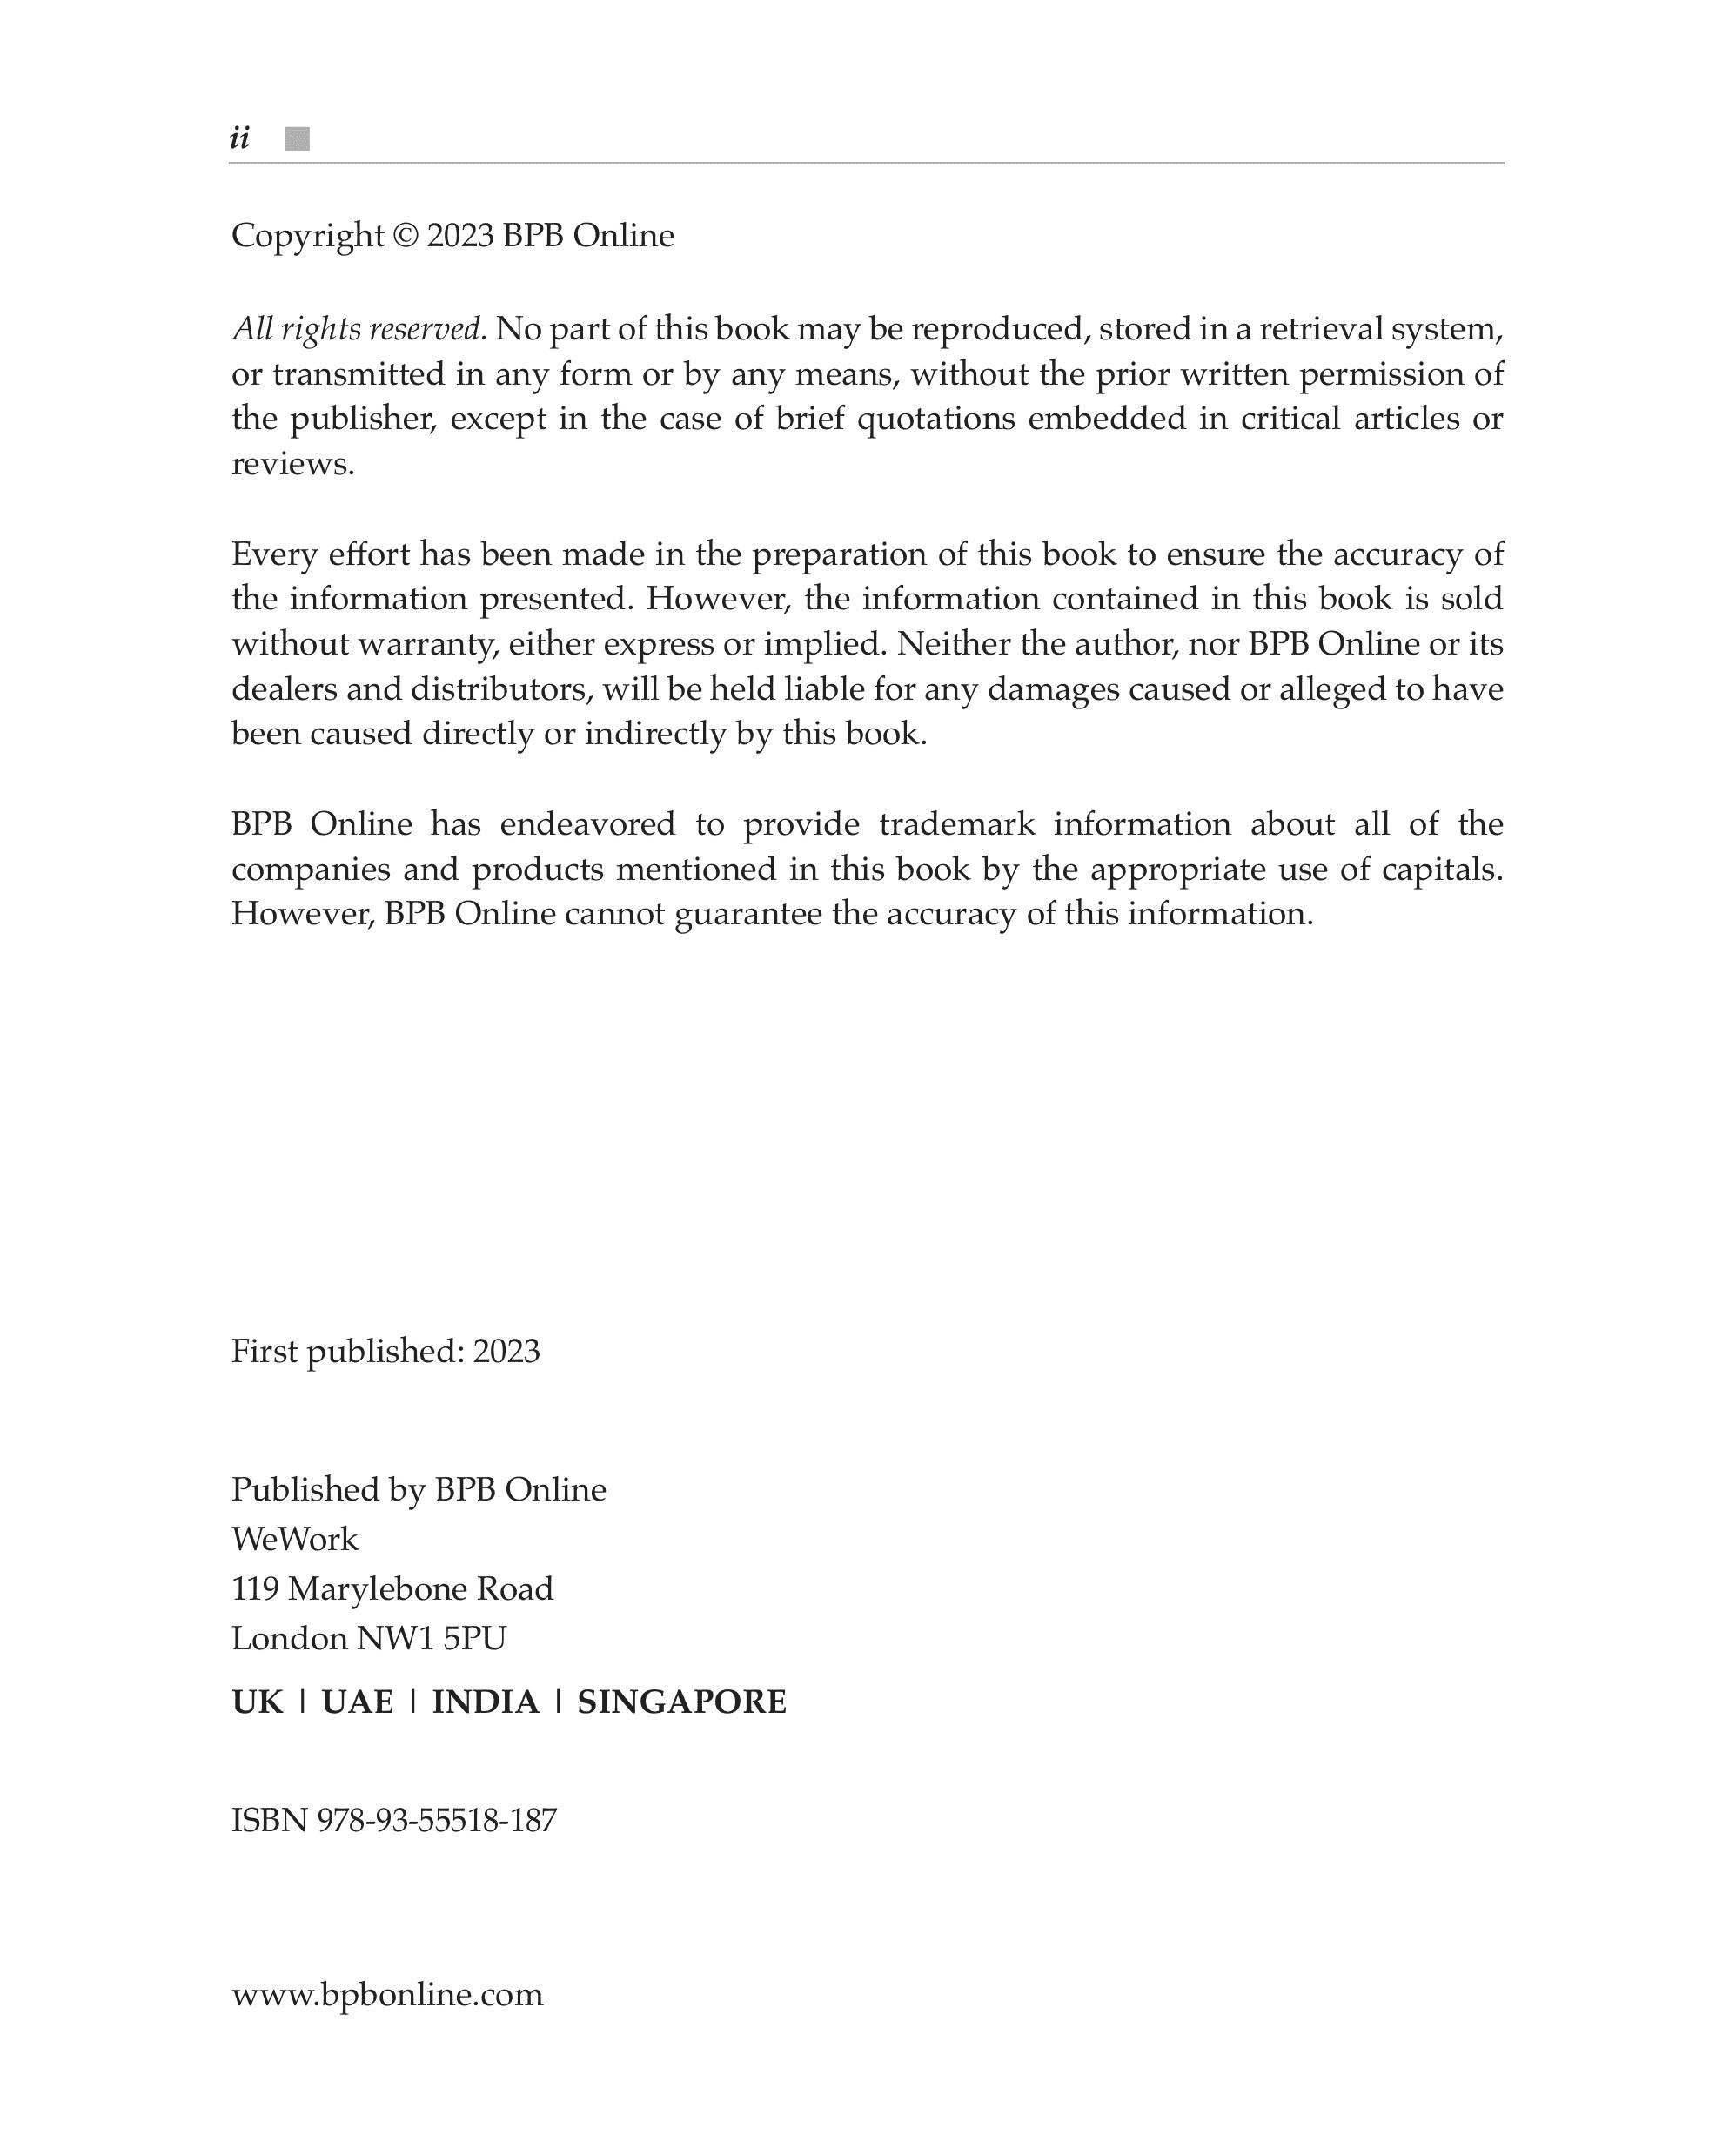 ii
Copyright © 2023 BPB Online
All rights reserved. No part of this book may be reproduced, stored in a retrieval system,
or transmitted in any form or by any means, without the prior written permission of
the publisher, except in the case of brief quotations embedded in critical articles or
reviews.
Every effort has been made in the preparation of this book to ensure the accuracy of
the information presented. However, the information contained in this book is sold
without warranty, either express or implied. Neither the author, nor BPB Online or its
dealers and distributors, will be held liable for any damages caused or alleged to have
been caused directly or indirectly by this book.
BPB Online has endeavored to provide trademark information about all of the
companies and products mentioned in this book by the appropriate use of capitals.
However, BPB Online cannot guarantee the accuracy of this information.
First published: 2023
Published by BPB Online
WeWork
119 Marylebone Road
London NW1 5PU
UK | UAE | INDIA | SINGAPORE
ISBN 978-93-55518-187
www.bpbonline.com